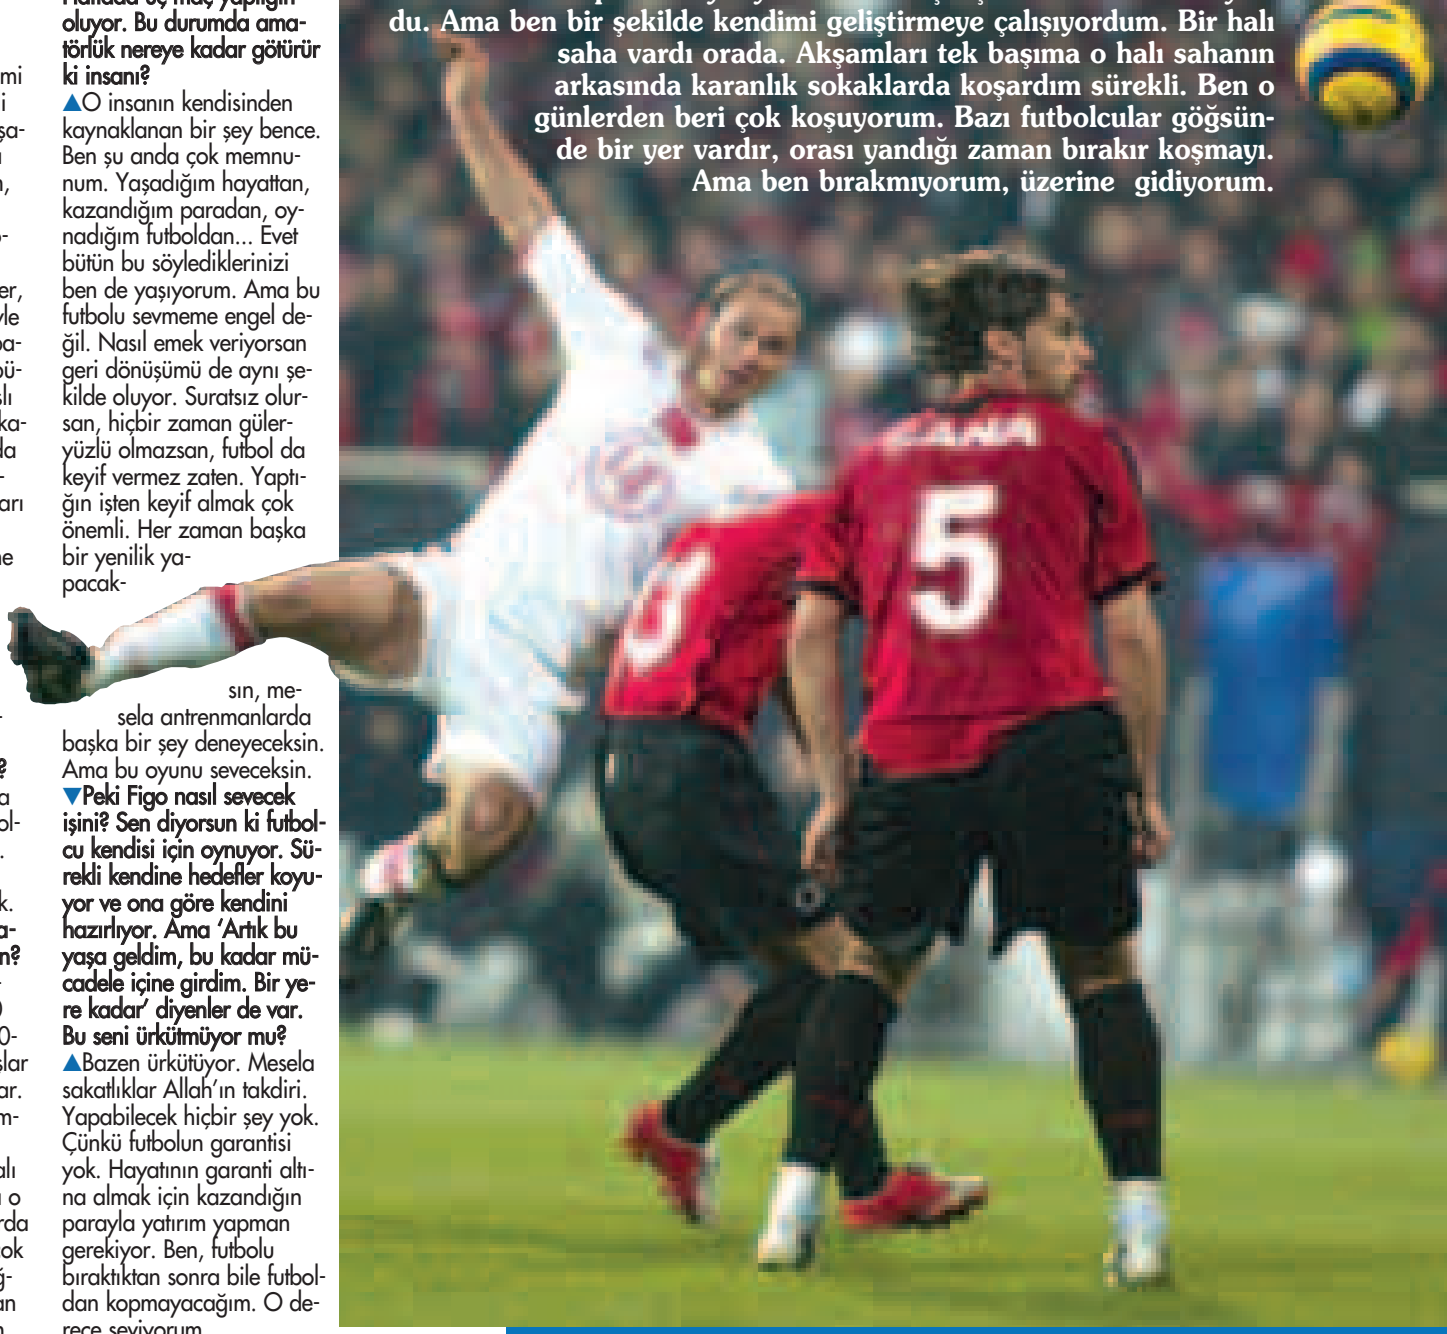 oluyor. Bu durumda ama-
törlük nereye kadar götürür
ki insanı?
▲O insanın kendisinden
kaynaklanan bir şey bence.
Ben şu anda çok memnu-
num. Yaşadığım hayattan,
kazandığım paradan, oy-
nadığım futboldan... Evet
bütün bu söylediklerinizi
ben de yaşıyorum. Ama bu
futbolu sevmeme engel de-
ğil. Nasıl emek veriyorsan
geri dönüşümü de aynı şe-
kilde oluyor. Suratsız olur-
san, hiçbir zaman güler-
yüzlü olmazsan, futbol da
keyif vermez zaten. Yaptı-
ğın işten keyif almak çok
önemli. Her zaman başka
bir yenilik ya-
pacak-
sın, me-
sela antrenmanlarda
başka bir şey deneyeceksin.
Ama bu oyunu seveceksin.
▼Peki Figo nasıl sevecek
işini? Sen diyorsun ki futbol-
cu kendisi için oynuyor. Sü-
rekli kendine hedefler koyu-
yor ve ona göre kendini
hazırlıyor. Ama ‘Artık bu
yaşa geldim, bu kadar mü-
cadele içine girdim. Bir ye-
re kadar’ diyenler de var.
Bu seni ürkütmüyor mu?
▲Bazen ürkütüyor. Mesela
sakatlıklar Allah’ın takdiri.
Yapabilecek hiçbir şey yok.
Çünkü futbolun garantisi
yok. Hayatının garanti altı-
na almak için kazandığın
parayla yatırım yapman
gerekiyor. Ben, futbolu
bıraktıktan sonra bile futbol-
dan kopmayacağım. O de-
rece seviyorum.
du. Ama ben bir şekilde kendimi geliştirmeye çalışıyordum. Bir halı
saha vardı orada. Akşamları tek başıma o halı sahanın
arkasında karanlık sokaklarda koşardım sürekli. Ben o
günlerden beri çok koşuyorum. Bazı futbolcular göğsün-
de bir yer vardır, orası yandığı zaman bırakır koşmayı.
Ama ben bırakmıyorum, üzerine gidiyorum.
CANA
5
3